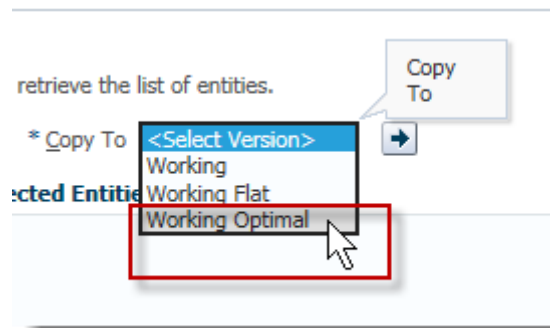 Copy
To
retrieve the list of entities.
* Copy To <Select Version>
Working
ected Entitie Working Flat
Working Optimal